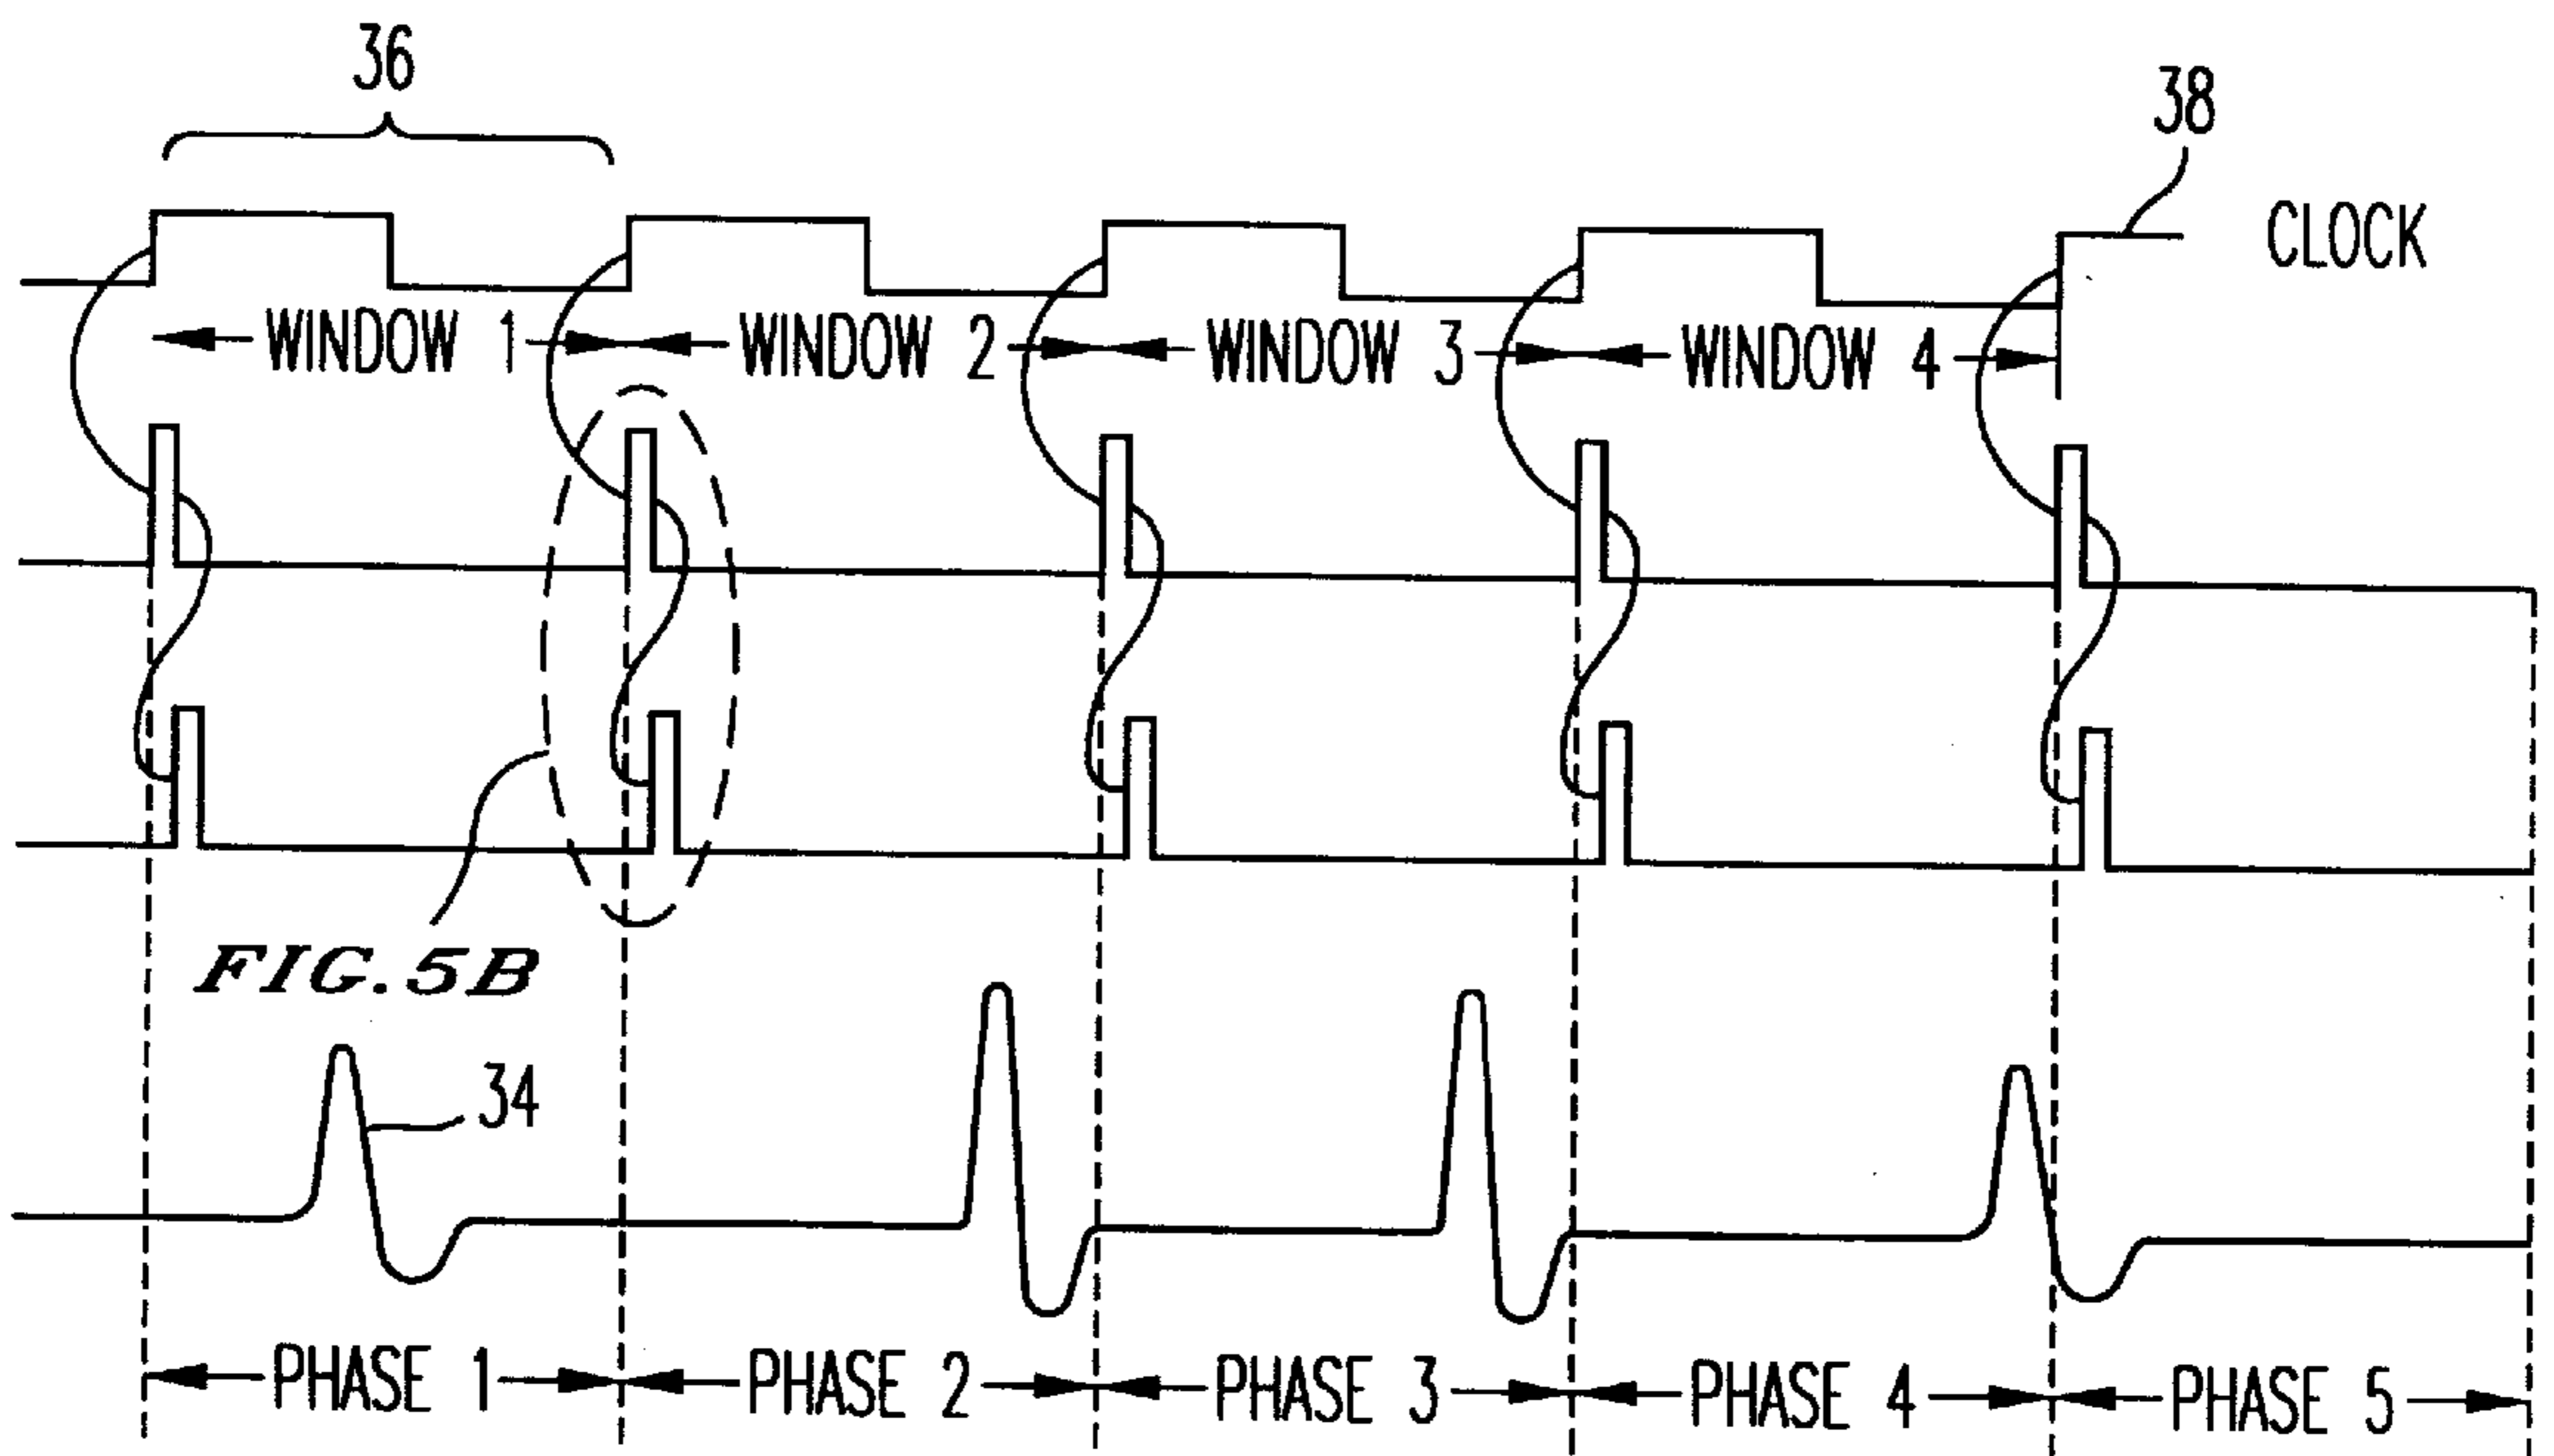 36
38
CLOCK
WINDOW 1
WINDOW 2
WINDOW 3
WINDOW 4
FIG.5B
34
PHASE 1
PHASE 2
PHASE 3
PHASE 4
PHASE 5